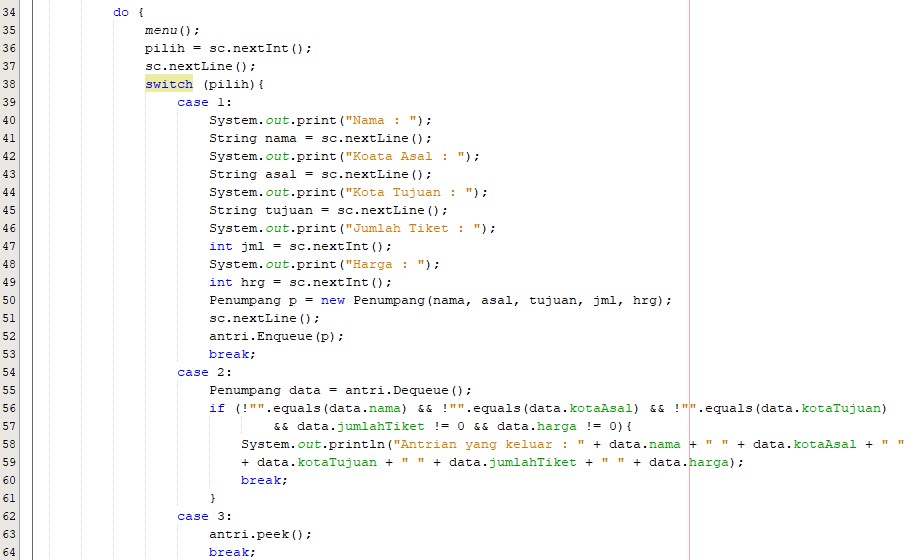 34 do {
35 menu();
36 pilih = sc.nextInt();
37 sc.nextLine();
38 switch (pilih){
39 case 1:
40 System.out.print("Nama : ");
41 String nama = sc.nextLine();
42 System.out.print("Koata Asal : ");
43 String asal = sc.nextLine();
44 System.out.print("Kota Tujuan : ");
45 String tujuan = sc.nextLine();
46 System.out.print("Jumlah Tiket : ");
47 int jml = sc.nextInt();
48 System.out.print("Harga : ");
49 int hrg = sc.nextInt();
50 Penumpang p = new Penumpang(nama, asal, tujuan, jml, hrg);
51 sc.nextLine();
52 antri.Enqueue(p);
53 break;
54 case 2:
55 Penumpang data = antri.Dequeue();
56 if (!"".equals(data.nama) && !"".equals(data.kotaAsal) && !"".equals(data.kotaTujuan)
57 && data.jumlahTiket != 0 && data.harga != 0){
58 System.out.println("Antrian yang keluar : " + data.nama + " " + data.kotaAsal + " "
59 + data.kotaTujuan + " " + data.jumlahTiket + " " + data.harga);
60 break;
61 }
62 case 3:
63 antri.peek();
64 break;